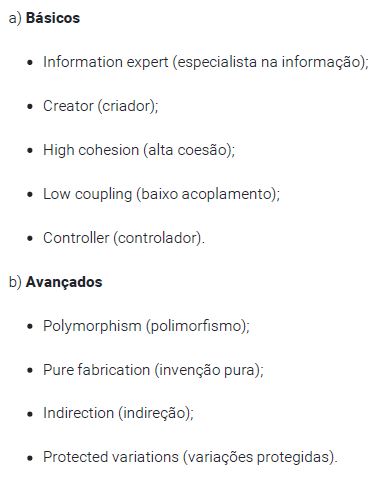 a) Básicos
• Information expert (especialista na informação);
• Creator (criador);
• High cohesion (alta coesão);
• Low coupling (baixo acoplamento);
• Controller (controlador).
b) Avançados
• Polymorphism (polimorfismo);
• Pure fabrication (invenção pura);
• Indirection (indireção);
• Protected variations (variações protegidas).